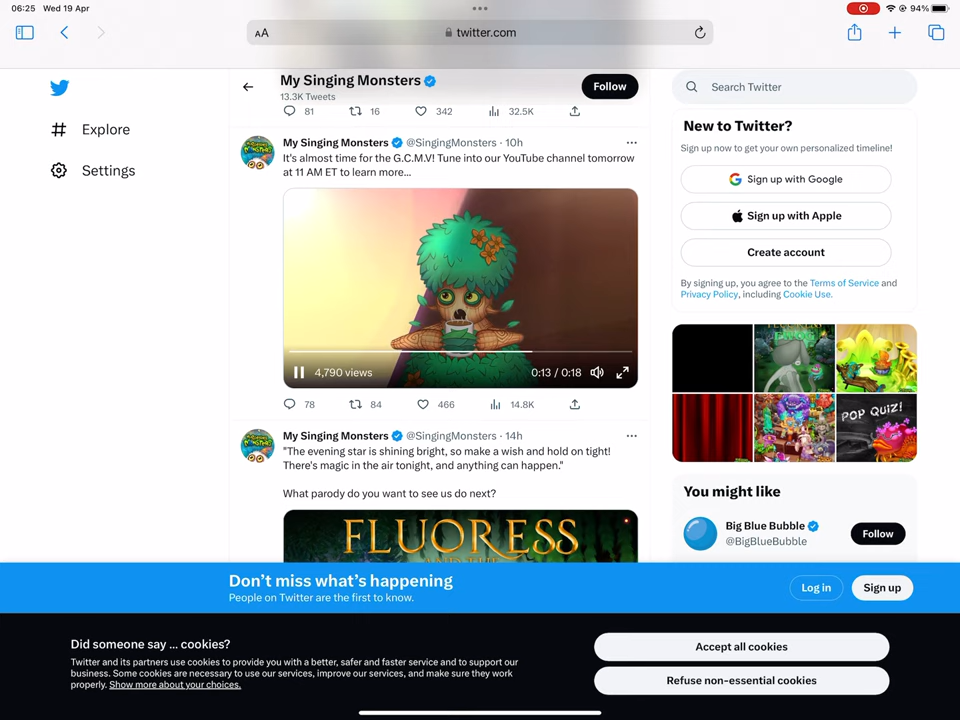 06:25 Wed 19 Apr
94%
AA
twitter.com
My Singing Monsters
13.3K Tweets
Follow
Search Twitter
Explore
Settings
81 16 342 32.5K
My Singing Monsters @SingingMonsters · 10h
It's almost time for the G.C.M.V! Tune into our YouTube channel tomorrow
at 11 AM ET to learn more...
4,790 views
0:13 / 0:18
78 84 466 14.8K
My Singing Monsters @SingingMonsters · 14h
"The evening star is shining bright, so make a wish and hold on tight!
There's magic in the air tonight, and anything can happen."
What parody do you want to see us do next?
FLUORESS
New to Twitter?
Sign up now to get your own personalized timeline!
Sign up with Google
Sign up with Apple
Create account
By signing up, you agree to the Terms of Service and
Privacy Policy, including Cookie Use.
FLUORESS
POP QUIZ!
You might like
Big Blue Bubble
@BigBlueBubble
Follow
Don't miss what's happening
People on Twitter are the first to know.
Log in
Sign up
Did someone say … cookies?
Twitter and its partners use cookies to provide you with a better, safer and faster service and to support our
business. Some cookies are necessary to use our services, improve our services, and make sure they work
properly. Show more about your choices.
Accept all cookies
Refuse non-essential cookies